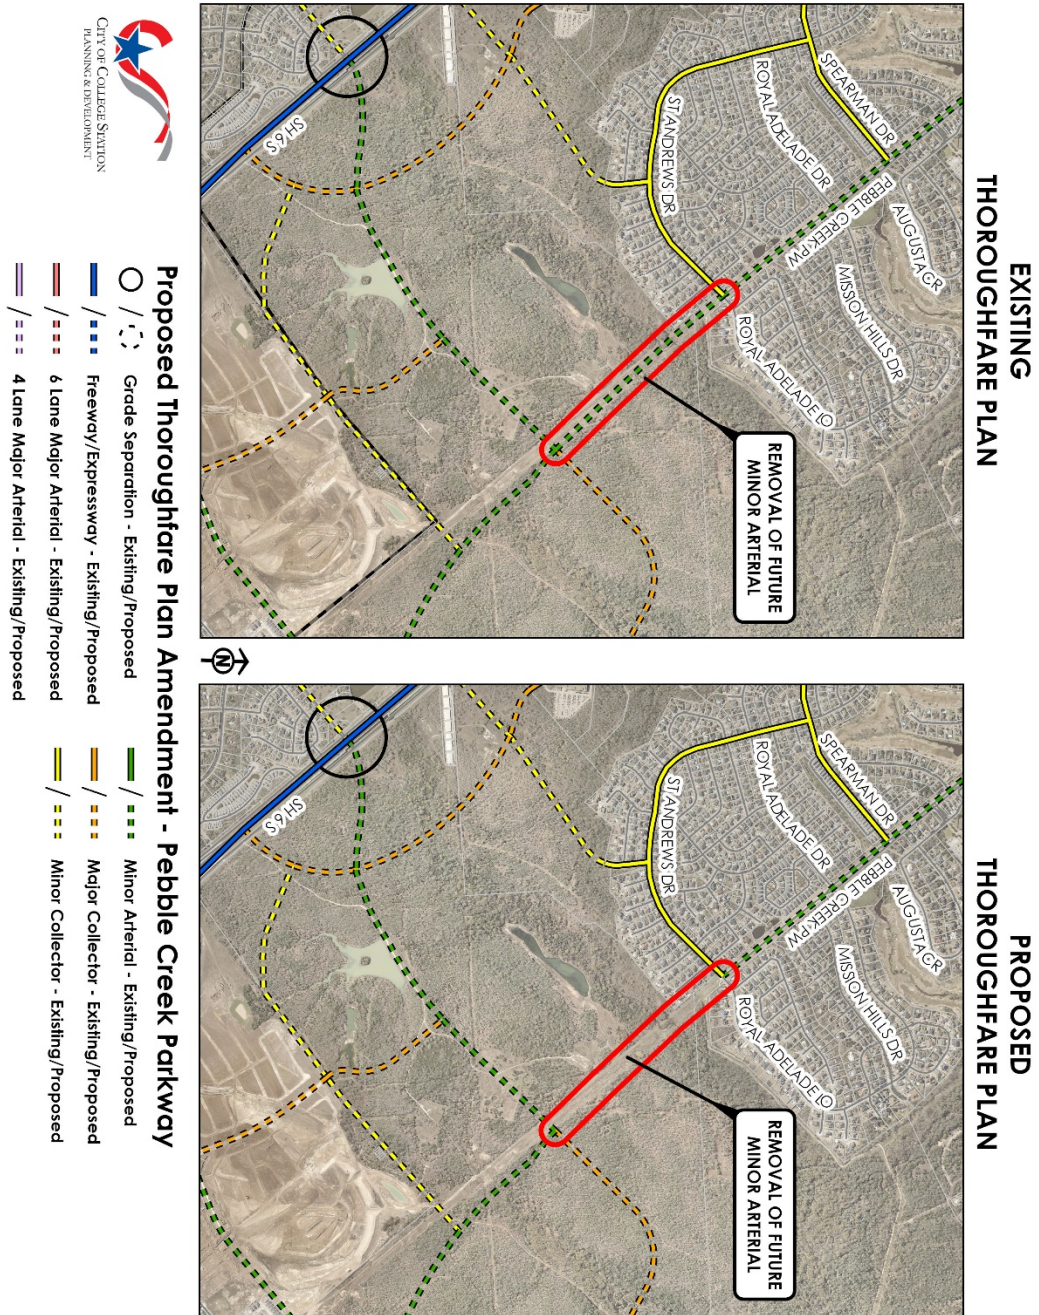 EXISTING
THOROUGHFARE PLAN
SPEARMAN DR
ROYAL ADELADE DR
ST ANDREWS DR
PEBBLE CREEK PW
AUGUSTA CR
MISSION HILLS DR
ROYAL ADELADE LO
SH 6 S
REMOVAL OF FUTURE
MINOR ARTERIAL
PROPOSED
THOROUGHFARE PLAN
SPEARMAN DR
ROYAL ADELADE DR
ST ANDREWS DR
PEBBLE CREEK PW
AUGUSTA CR
MISSION HILLS DR
ROYAL ADELADE LO
SH 6 S
REMOVAL OF FUTURE
MINOR ARTERIAL
N
Proposed Thoroughfare Plan Amendment - Pebble Creek Parkway
/ Grade Separation - Existing/Proposed
/ Freeway/Expressway - Existing/Proposed
/ 6 Lane Major Arterial - Existing/Proposed
/ 4 Lane Major Arterial - Existing/Proposed
/ Minor Arterial - Existing/Proposed
/ Major Collector - Existing/Proposed
/ Minor Collector - Existing/Proposed
CITY OF COLLEGE STATION
PLANNING & DEVELOPMENT